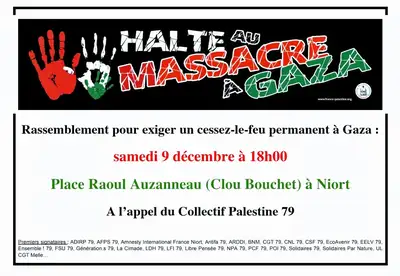 HALTE AU
MASSACRE
À GAZA
www.france-palestine.org
Rassemblement pour exiger un cessez-le-feu permanent à Gaza :
samedi 9 décembre à 18h00
Place Raoul Auzanneau (Clou Bouchet) à Niort
A l’appel du Collectif Palestine 79
Premiers signataires : ADIRP 79, AFPS 79, Amnesty International France Niort, Antifa 79, ARDDI, BNM, CGT 79, CNL 79, CSF 79, EcoAvenir 79, EELV 79,
Ensemble ! 79, FSU 79, Génération.s 79, La Cimade, LDH 79, LFI 79, Libre Pensée 79, NPA 79, PCF 79, POI 79, Solidaires 79, Solidaires Par Nature, UL
CGT Melle...